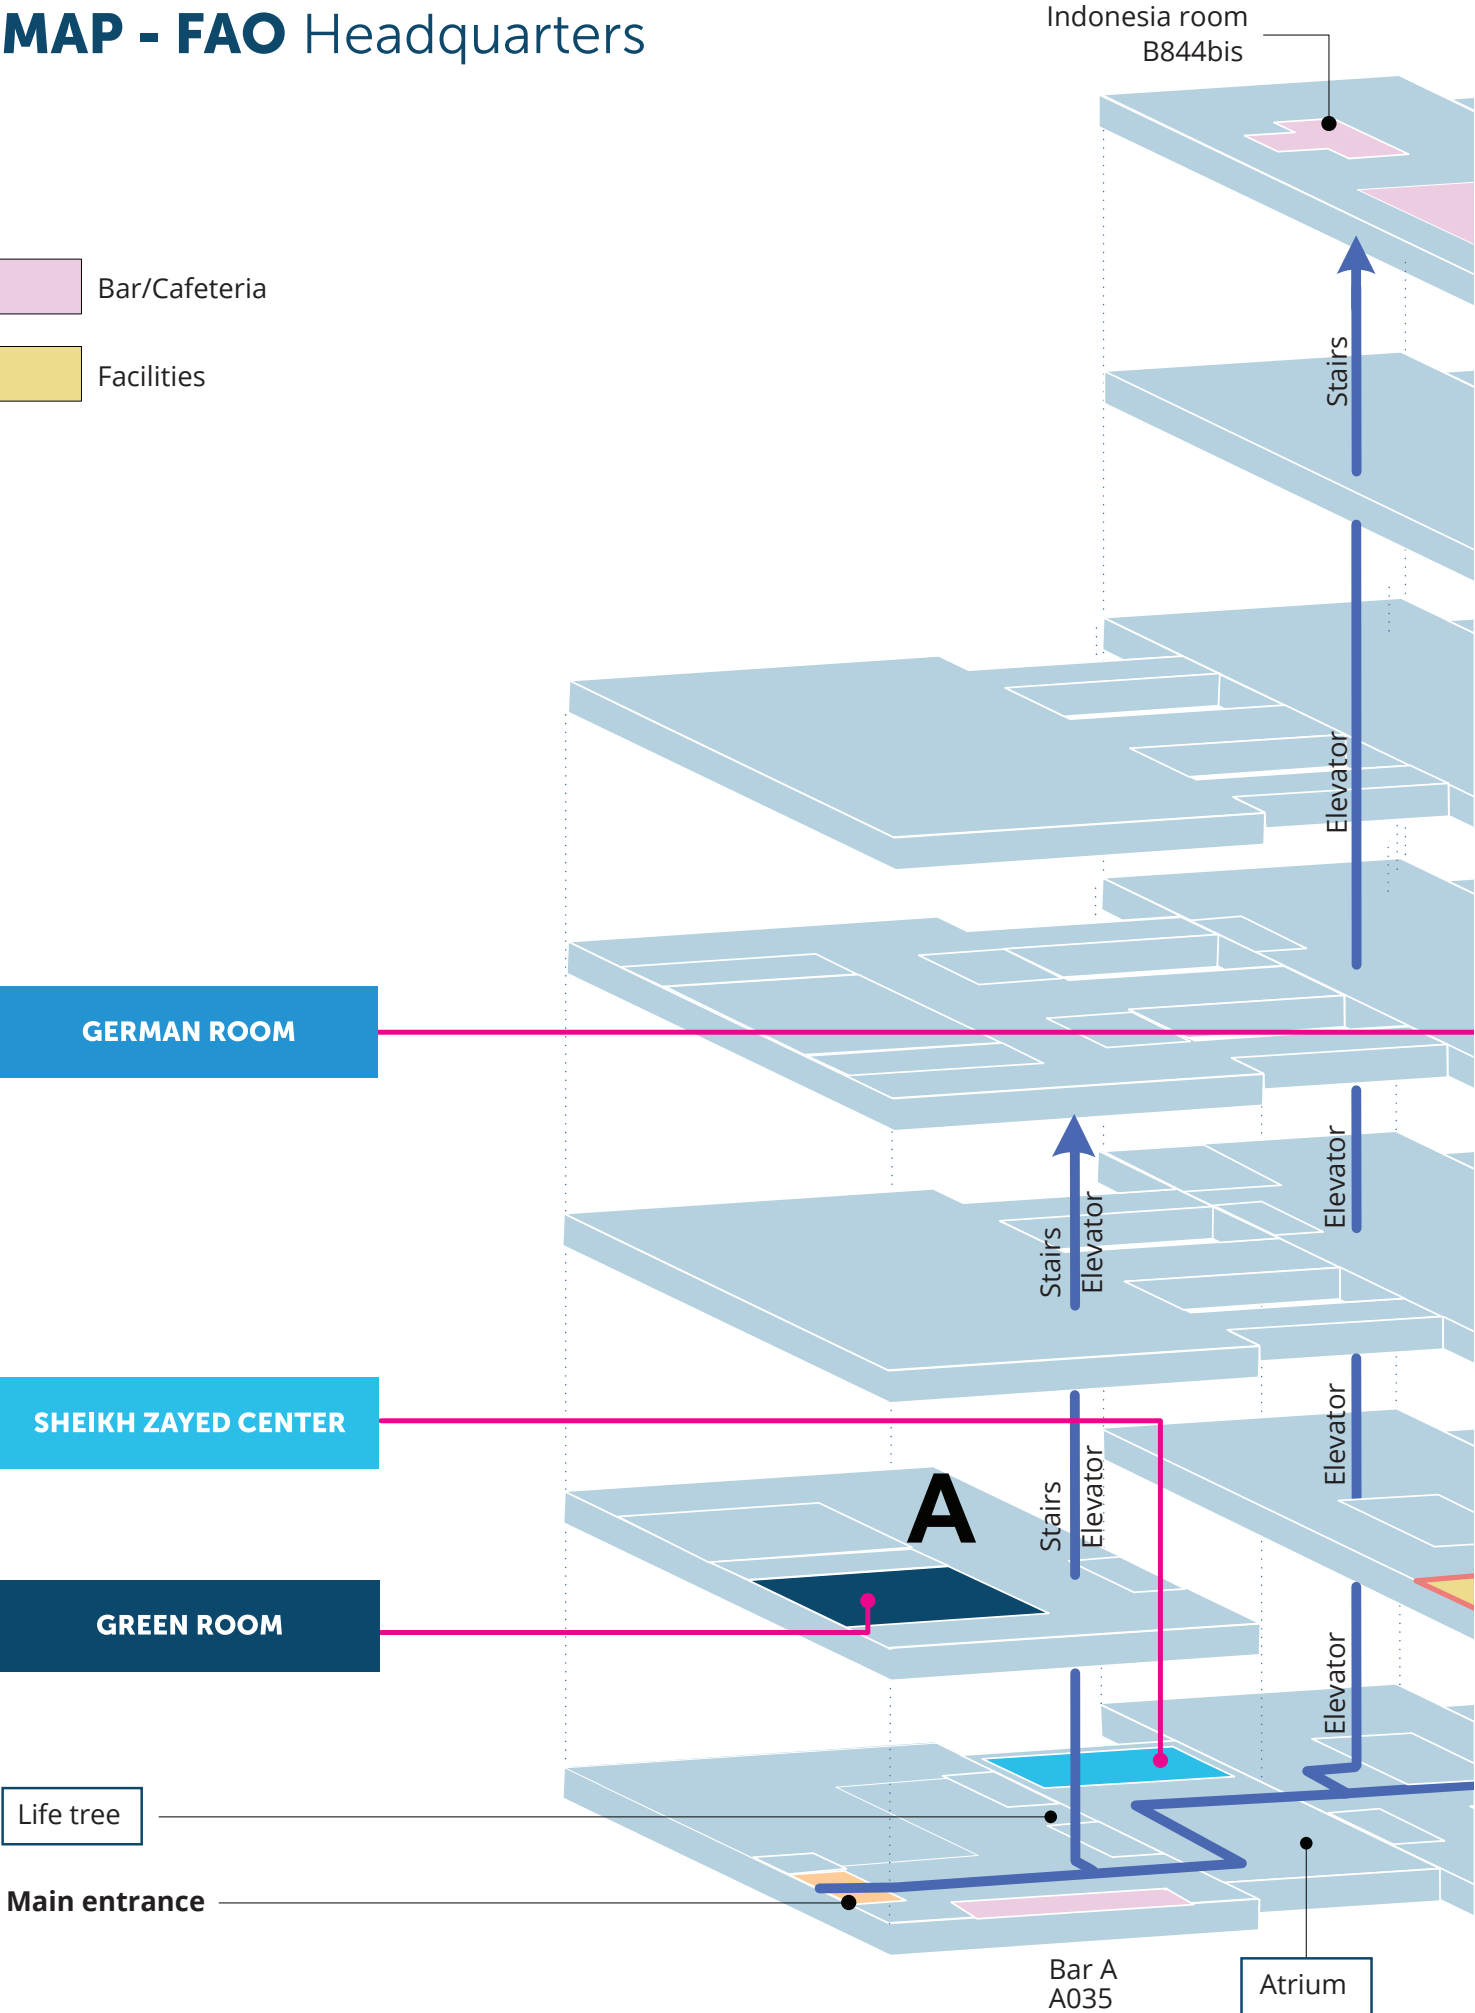 MAP - FAO Headquarters
Indonesia room
B844bis
Bar/Cafeteria
Facilities
Stairs
Elevator
GERMAN ROOM
Elevator
Stairs
Elevator
SHEIKH ZAYED CENTER
Elevator
Stairs
Elevator
A
GREEN ROOM
Elevator
Life tree
Main entrance
Bar A
A035
Atrium